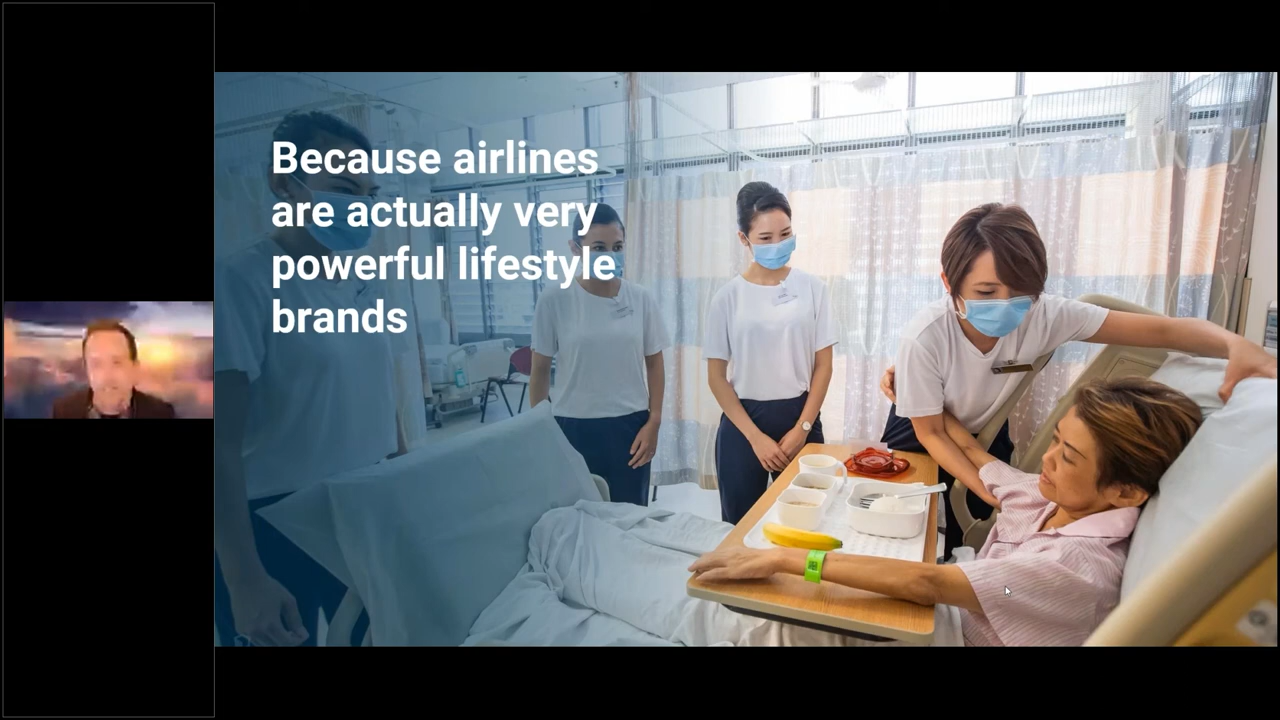 Because airlines
are actually very
powerful lifestyle
brands